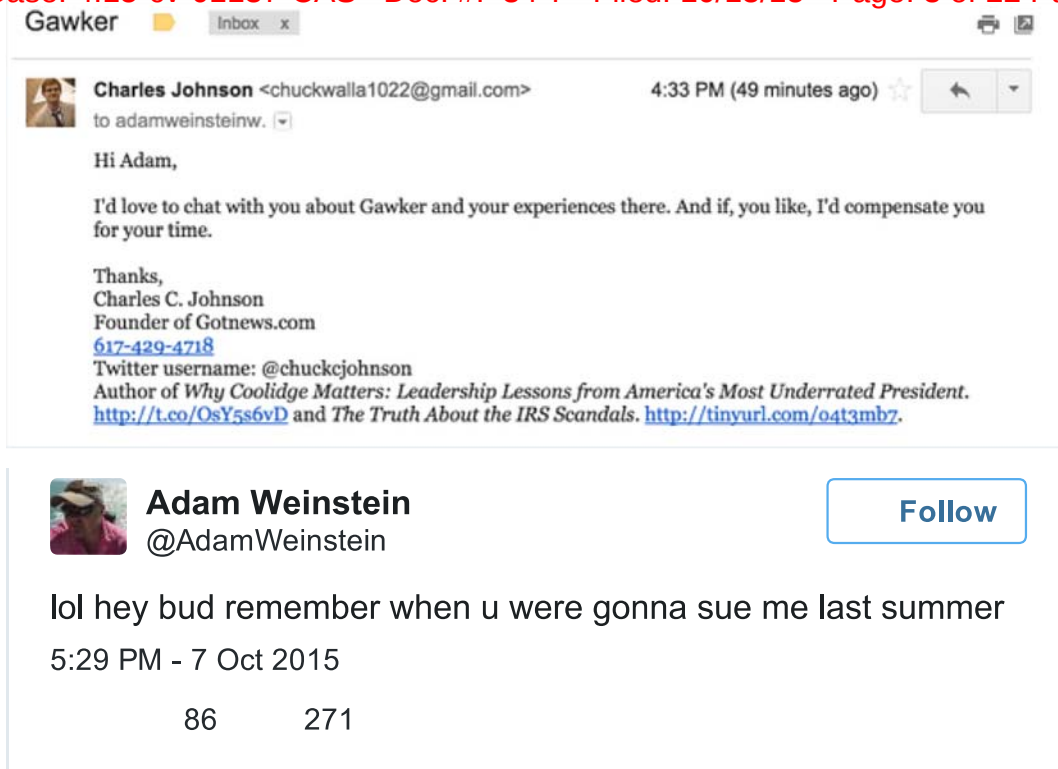 Gawker Inbox x
Charles Johnson <chuckwalla1022@gmail.com> 4:33 PM (49 minutes ago)
to adamweinsteinw.
Hi Adam,
I'd love to chat with you about Gawker and your experiences there. And if, you like, I'd compensate you
for your time.
Thanks,
Charles C. Johnson
Founder of Gotnews.com
617-429-4718
Twitter username: @chuckcjohnson
Author of Why Coolidge Matters: Leadership Lessons from America's Most Underrated President.
http://t.co/OsY5s6vD and The Truth About the IRS Scandals. http://tinyurl.com/o4t3mb7.
Adam Weinstein
@AdamWeinstein
Follow
lol hey bud remember when u were gonna sue me last summer
5:29 PM - 7 Oct 2015
86 271